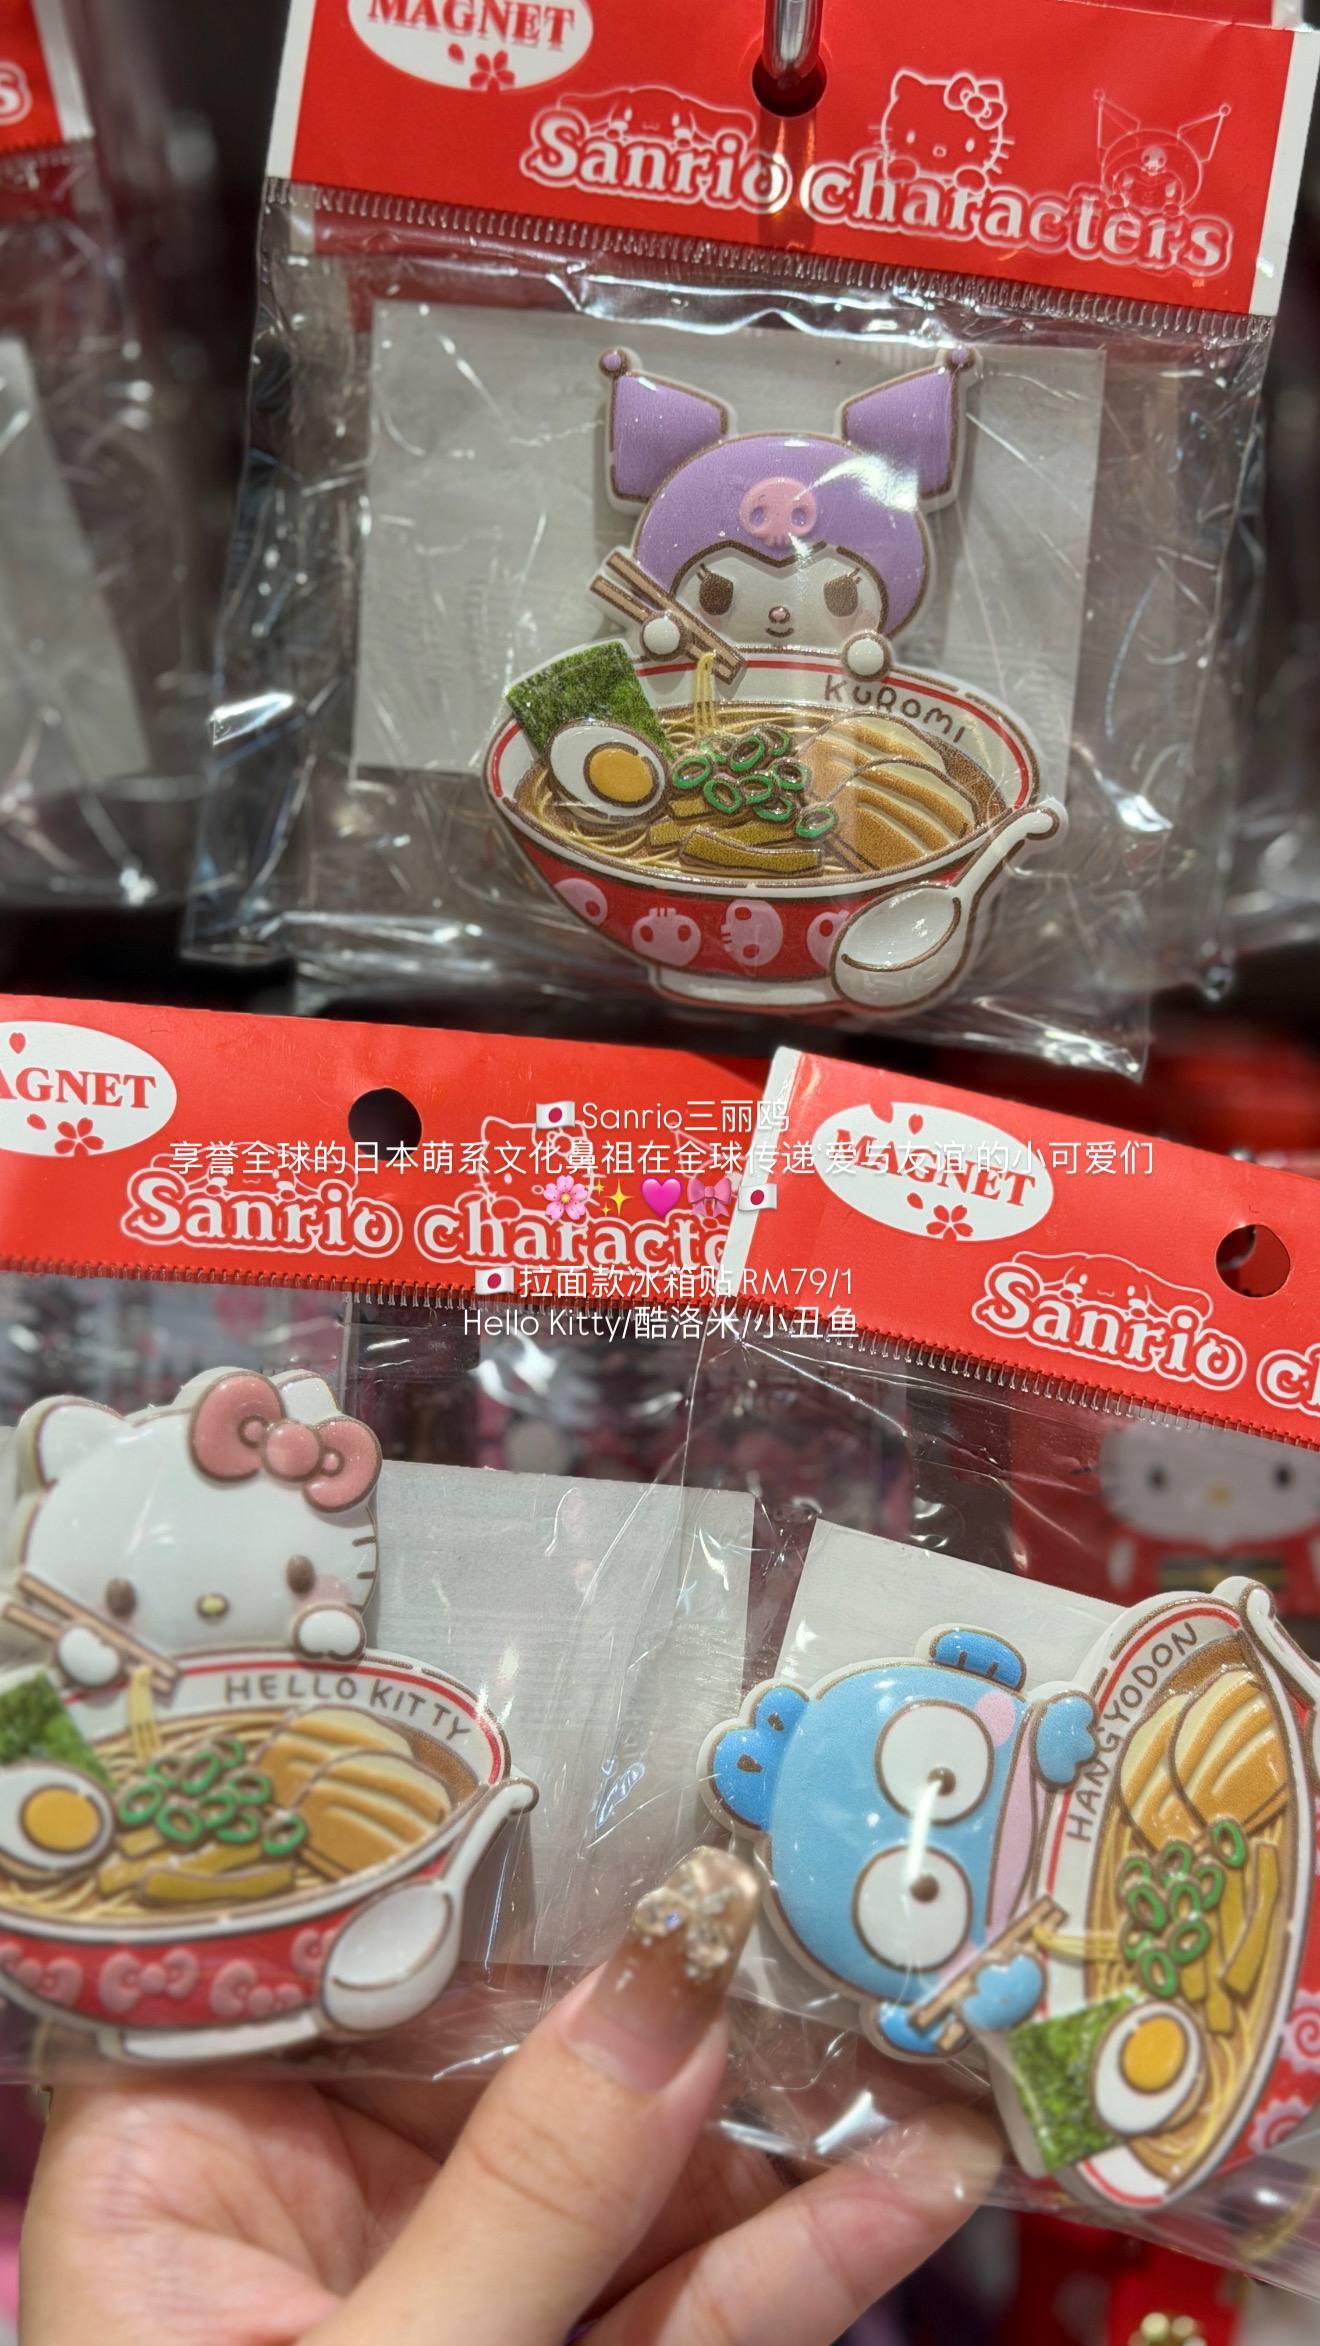 MAGNET
Sanrio characters
KUROMI
AGNET
🇯🇵Sanrio三丽鸥
享誉全球的日本萌系文化鼻祖在全球传递‘爱与友谊’的小可爱们
🌸✨💗🎀🇯🇵
MAGNET
Sanrio characte
🇯🇵拉面款冰箱贴 RM79/1
Hello Kitty/酷洛米/小丑鱼
Sanrio c
HELLO KITTY
HANGYODON